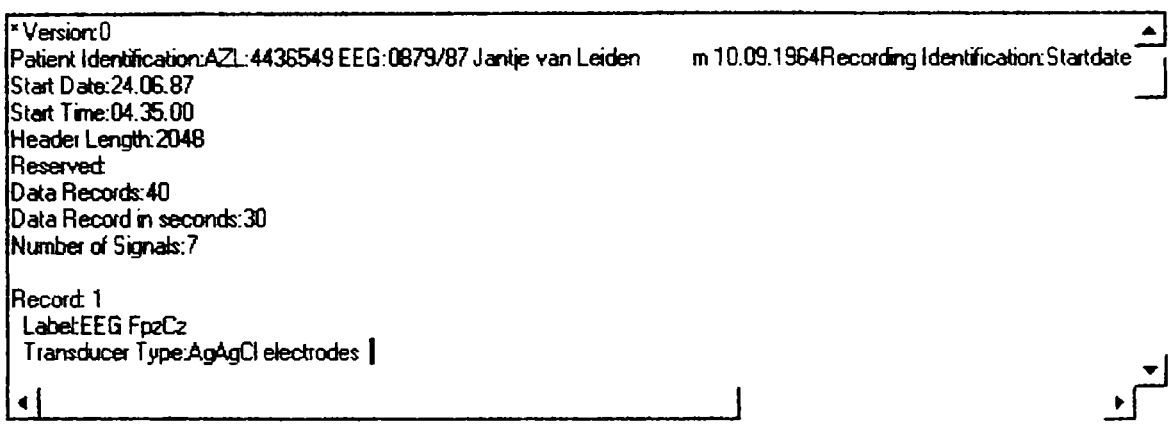 *Version:0
Patient Identification:AZL:4436549 EEG:0879/87 Jantje van Leiden m 10.09.1964Recording Identification:Startdate
Start Date:24.06.87
Start Time:04.35.00
Header Length:2048
Reserved:
Data Records:40
Data Record in seconds:30
Number of Signals:7
Record: 1
Label:EEG FpzCz
Transducer Type:AgAgCl electrodes